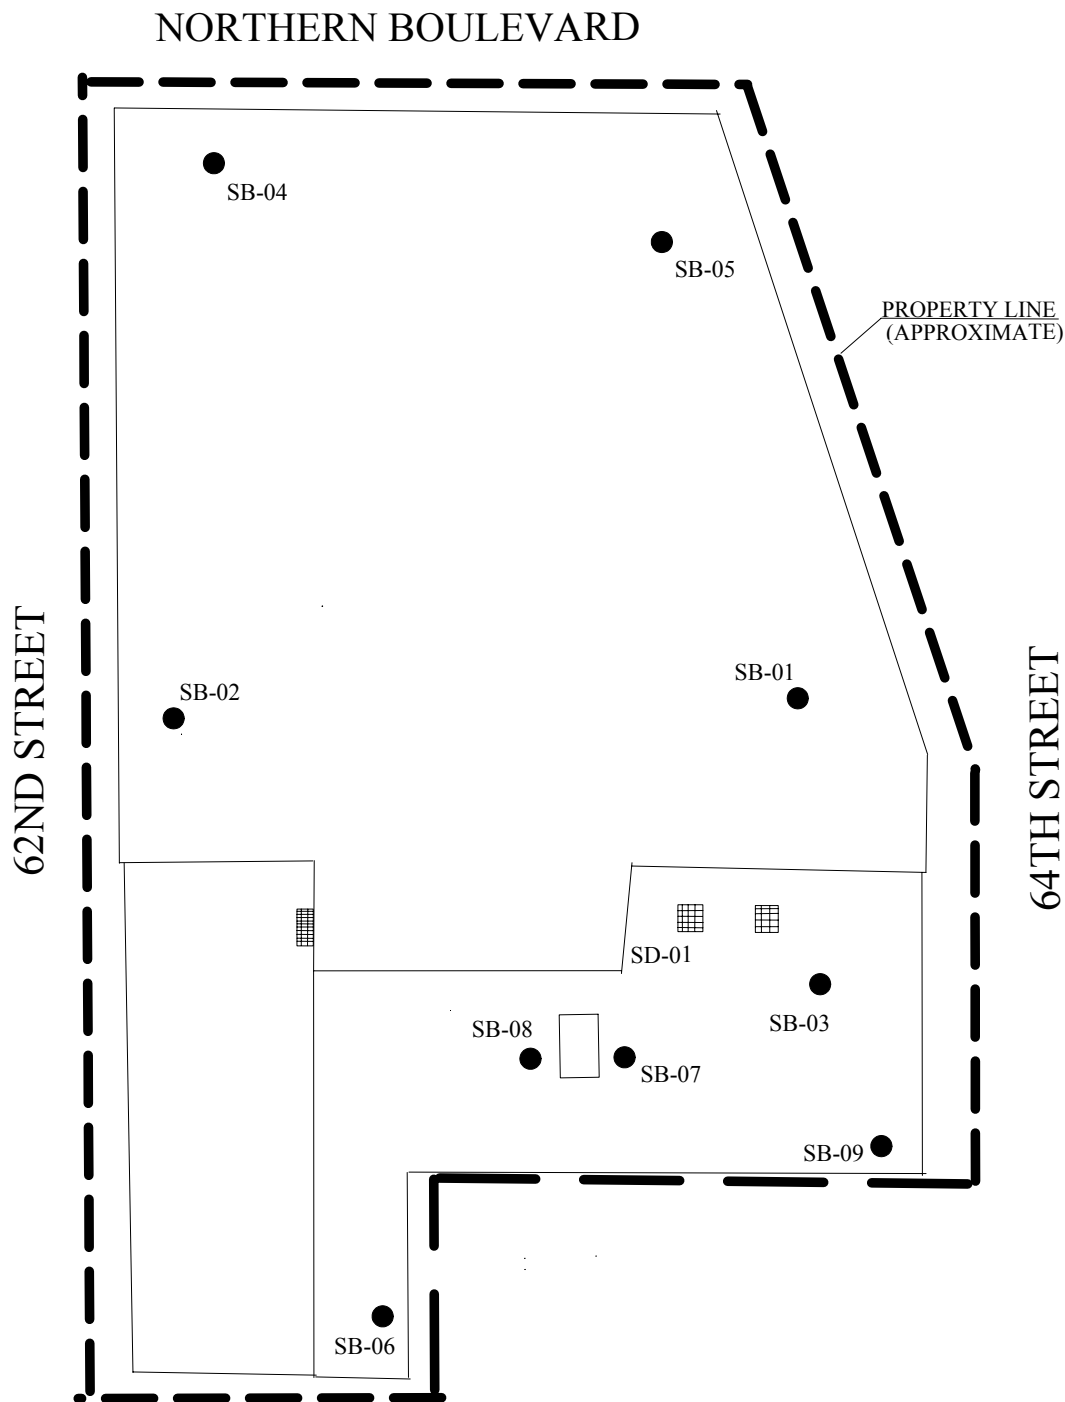 NORTHERN BOULEVARD
SB-04
SB-05
PROPERTY LINE
(APPROXIMATE)
62ND STREET
SB-02
SB-01
64TH STREET
SD-01
SB-03
SB-08
SB-07
SB-09
SB-06